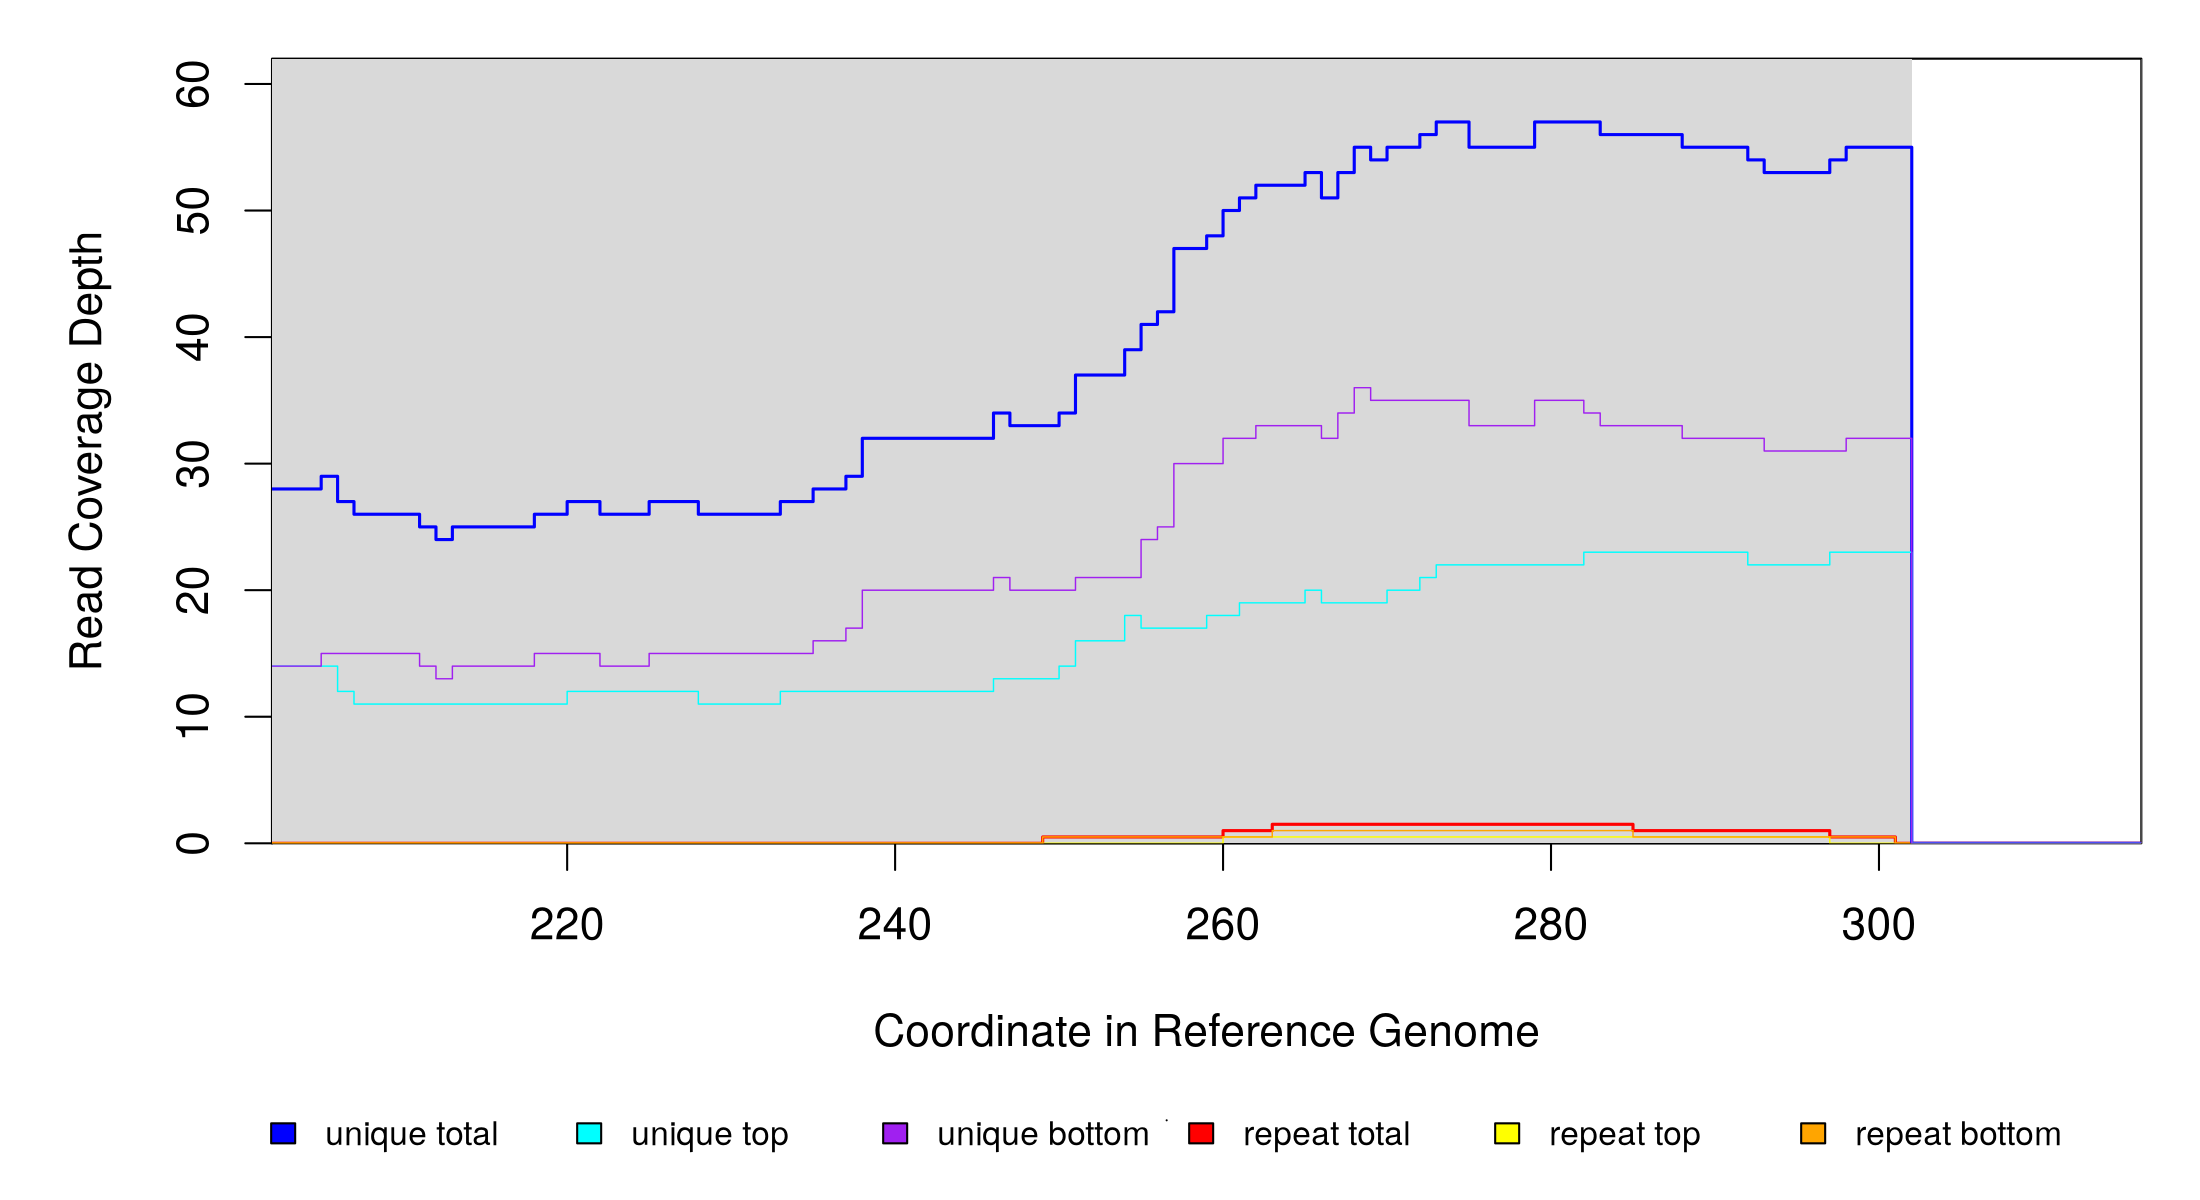 60
50
40
30
20
10
0
Read Coverage Depth
220 240 260 280 300
Coordinate in Reference Genome
unique total unique top unique bottom repeat total repeat top repeat bottom